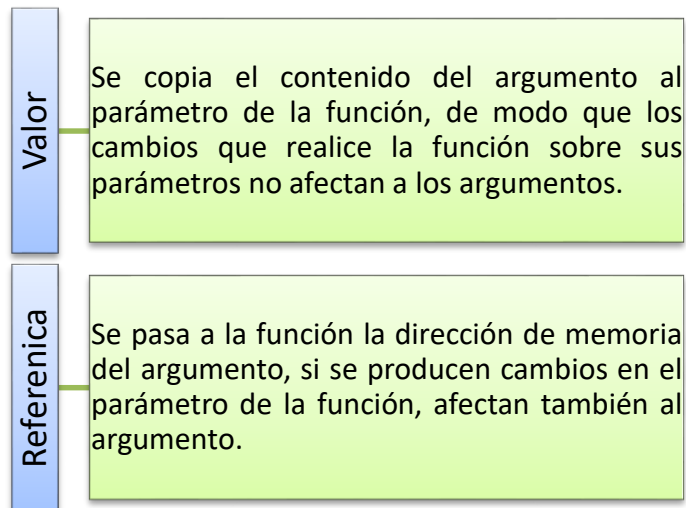 Valor
Se copia el contenido del argumento al
parámetro de la función, de modo que los
cambios que realice la función sobre sus
parámetros no afectan a los argumentos.
Referenica
Se pasa a la función la dirección de memoria
del argumento, si se producen cambios en el
parámetro de la función, afectan también al
argumento.